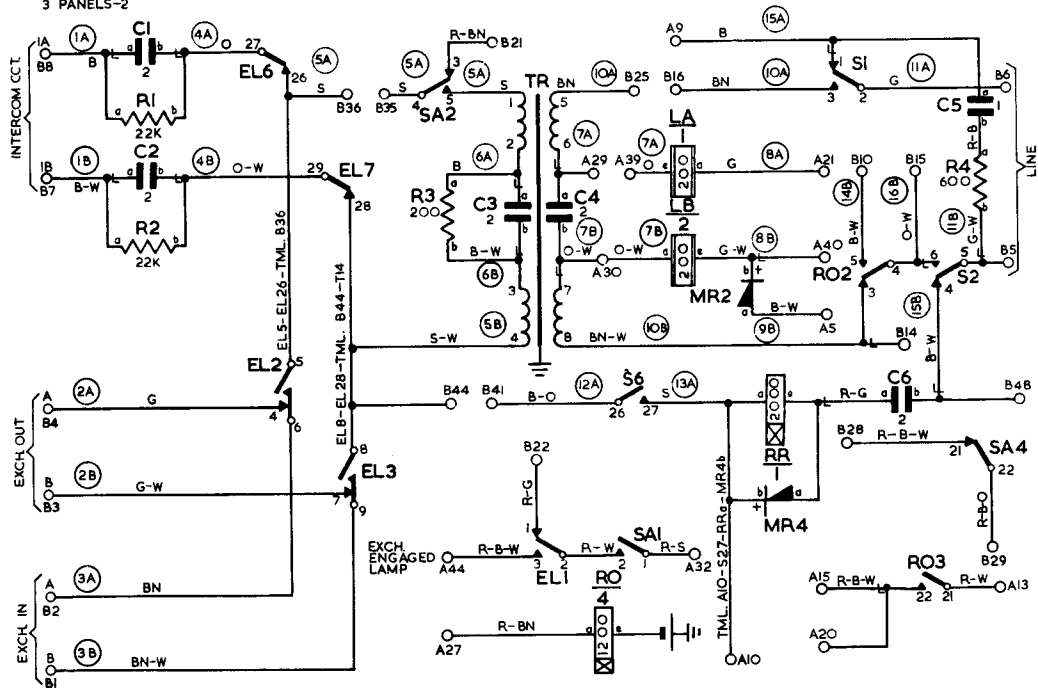 3 PANELS-2
INTERCOM CCT.
1A
B8
1A
B
C1
a b
2
4A
O
27
EL6
26
5A
S
B36
a R1 b
22K
1B
B7
1B
B-W
C2
a b
2
4B
O-W
29
EL7
28
a R2 b
22K
EL5-EL26-TML. B36
EL8-EL28-TML. B44-T14
R-BN
B21
B35
5A
3
4
5
SA2
5A
S
1
2
6A
B
R3
200
a
b
C3
2
a
b
B-W
6B
3
4
5B
S-W
TR
5
6
BN
10A
B25
7A
A29
C4
2
a
b
7B
O-W
A30
7
8
BN-W
10B
9B
B14
A9
B
15A
B16
BN
10A
1
3
2
S1
11A
G
B6
C5
a
b
1
R-B
R4
600
a
b
11B
G-W
B5
LINE
A39
7A
LA
1
e a
200
G
8A
A21
LB
2
O-W
7B
a e
200
G-W
8B
A40
MR2
b +
a
B-W
A5
B10
14B
B-W
5
RO2
4
3
B15
16B
O-W
6
5
S2
4
15B
B-W
EL2
5
4
6
EXCH. OUT
A
B4
2A
G
B
B3
2B
G-W
8
EL3
7
9
B44
B41
12A
B-O
S6
26
27
13A
S
RR
1
a e
200
R-G
C6
a b
2
B48
b a
+
MR4
TML. A10-S27-RRa-MR4b
A10
B28
R-B-W
21
SA4
22
R-B-O
B29
B22
R-G
1
EXCH.
ENGAGED
LAMP
A44
R-B-W
3
2
EL1
R-W
SA1
2
1
R-S
A32
RO
4
A27
R-BN
a e
12
A15
R-B-W
RO3
22 21
R-W
A13
A20
EXCH. IN
A
B2
3A
BN
B
B1
3B
BN-W